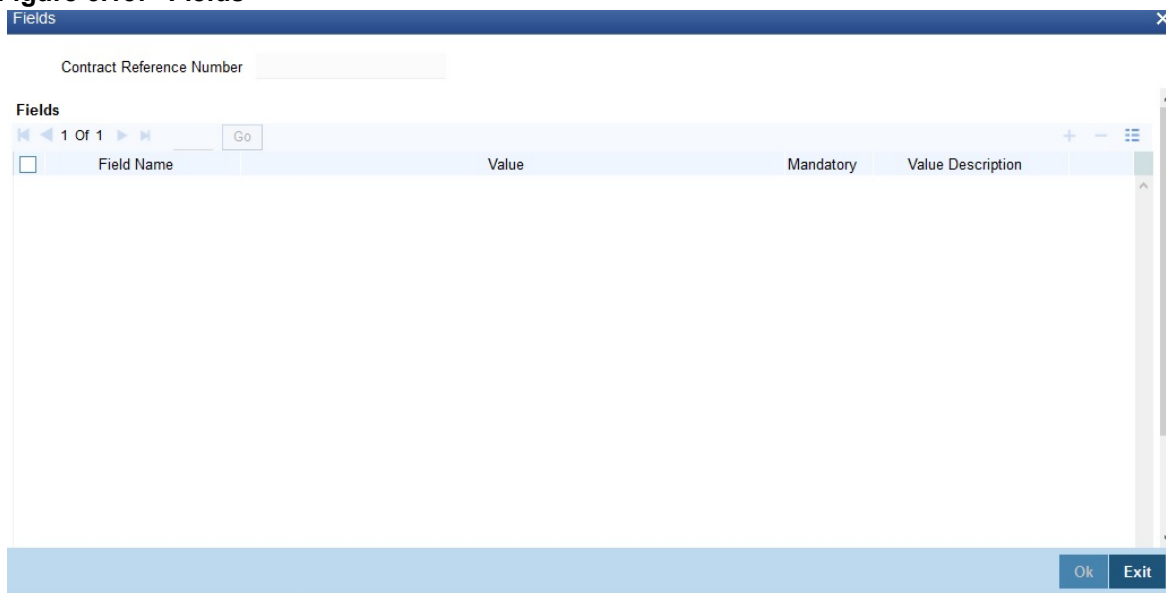 Fields
Contract Reference Number
Fields
1 Of 1 Go
Field Name Value Mandatory Value Description
Ok Exit